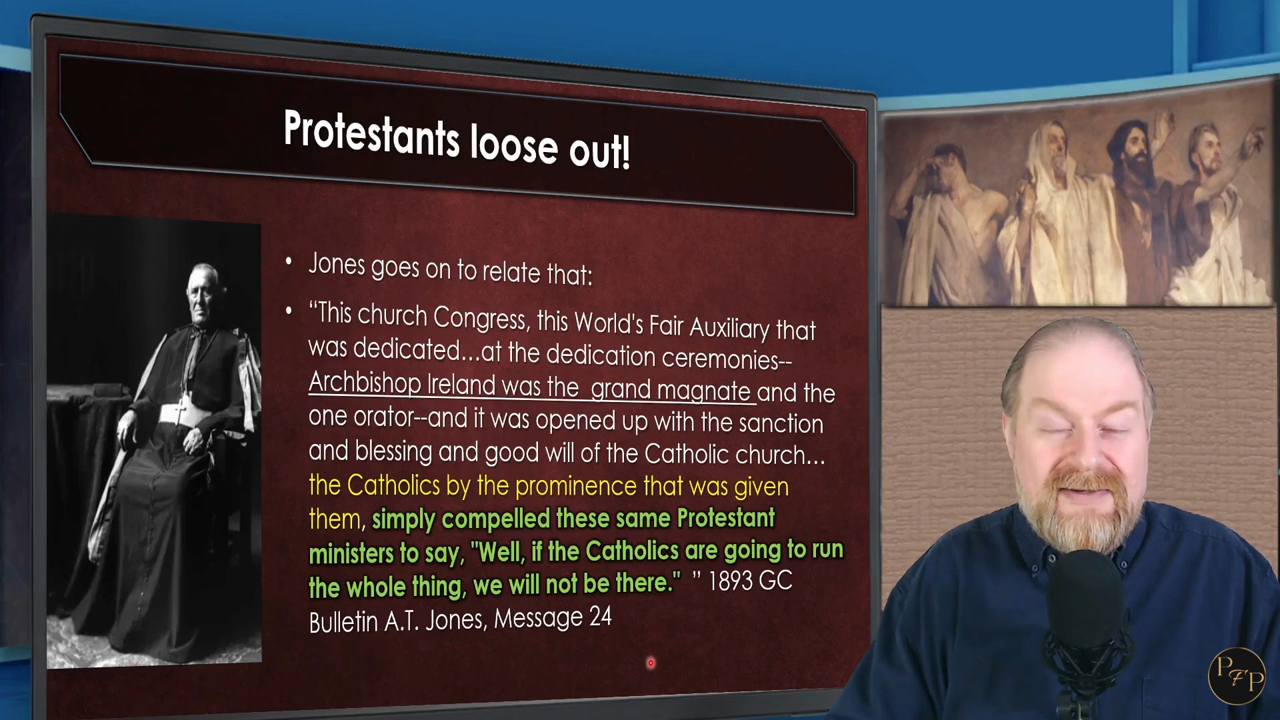 Protestants loose out!
• Jones goes on to relate that:
• “This church Congress, this World's Fair Auxiliary that
was dedicated…at the dedication ceremonies--
Archbishop Ireland was the  grand magnate and the
one orator--and it was opened up with the sanction
and blessing and good will of the Catholic church…
the Catholics by the prominence that was given
them, simply compelled these same Protestant
ministers to say, "Well, if the Catholics are going to run
the whole thing, we will not be there."  ” 1893 GC
Bulletin A.T. Jones, Message 24
PFP